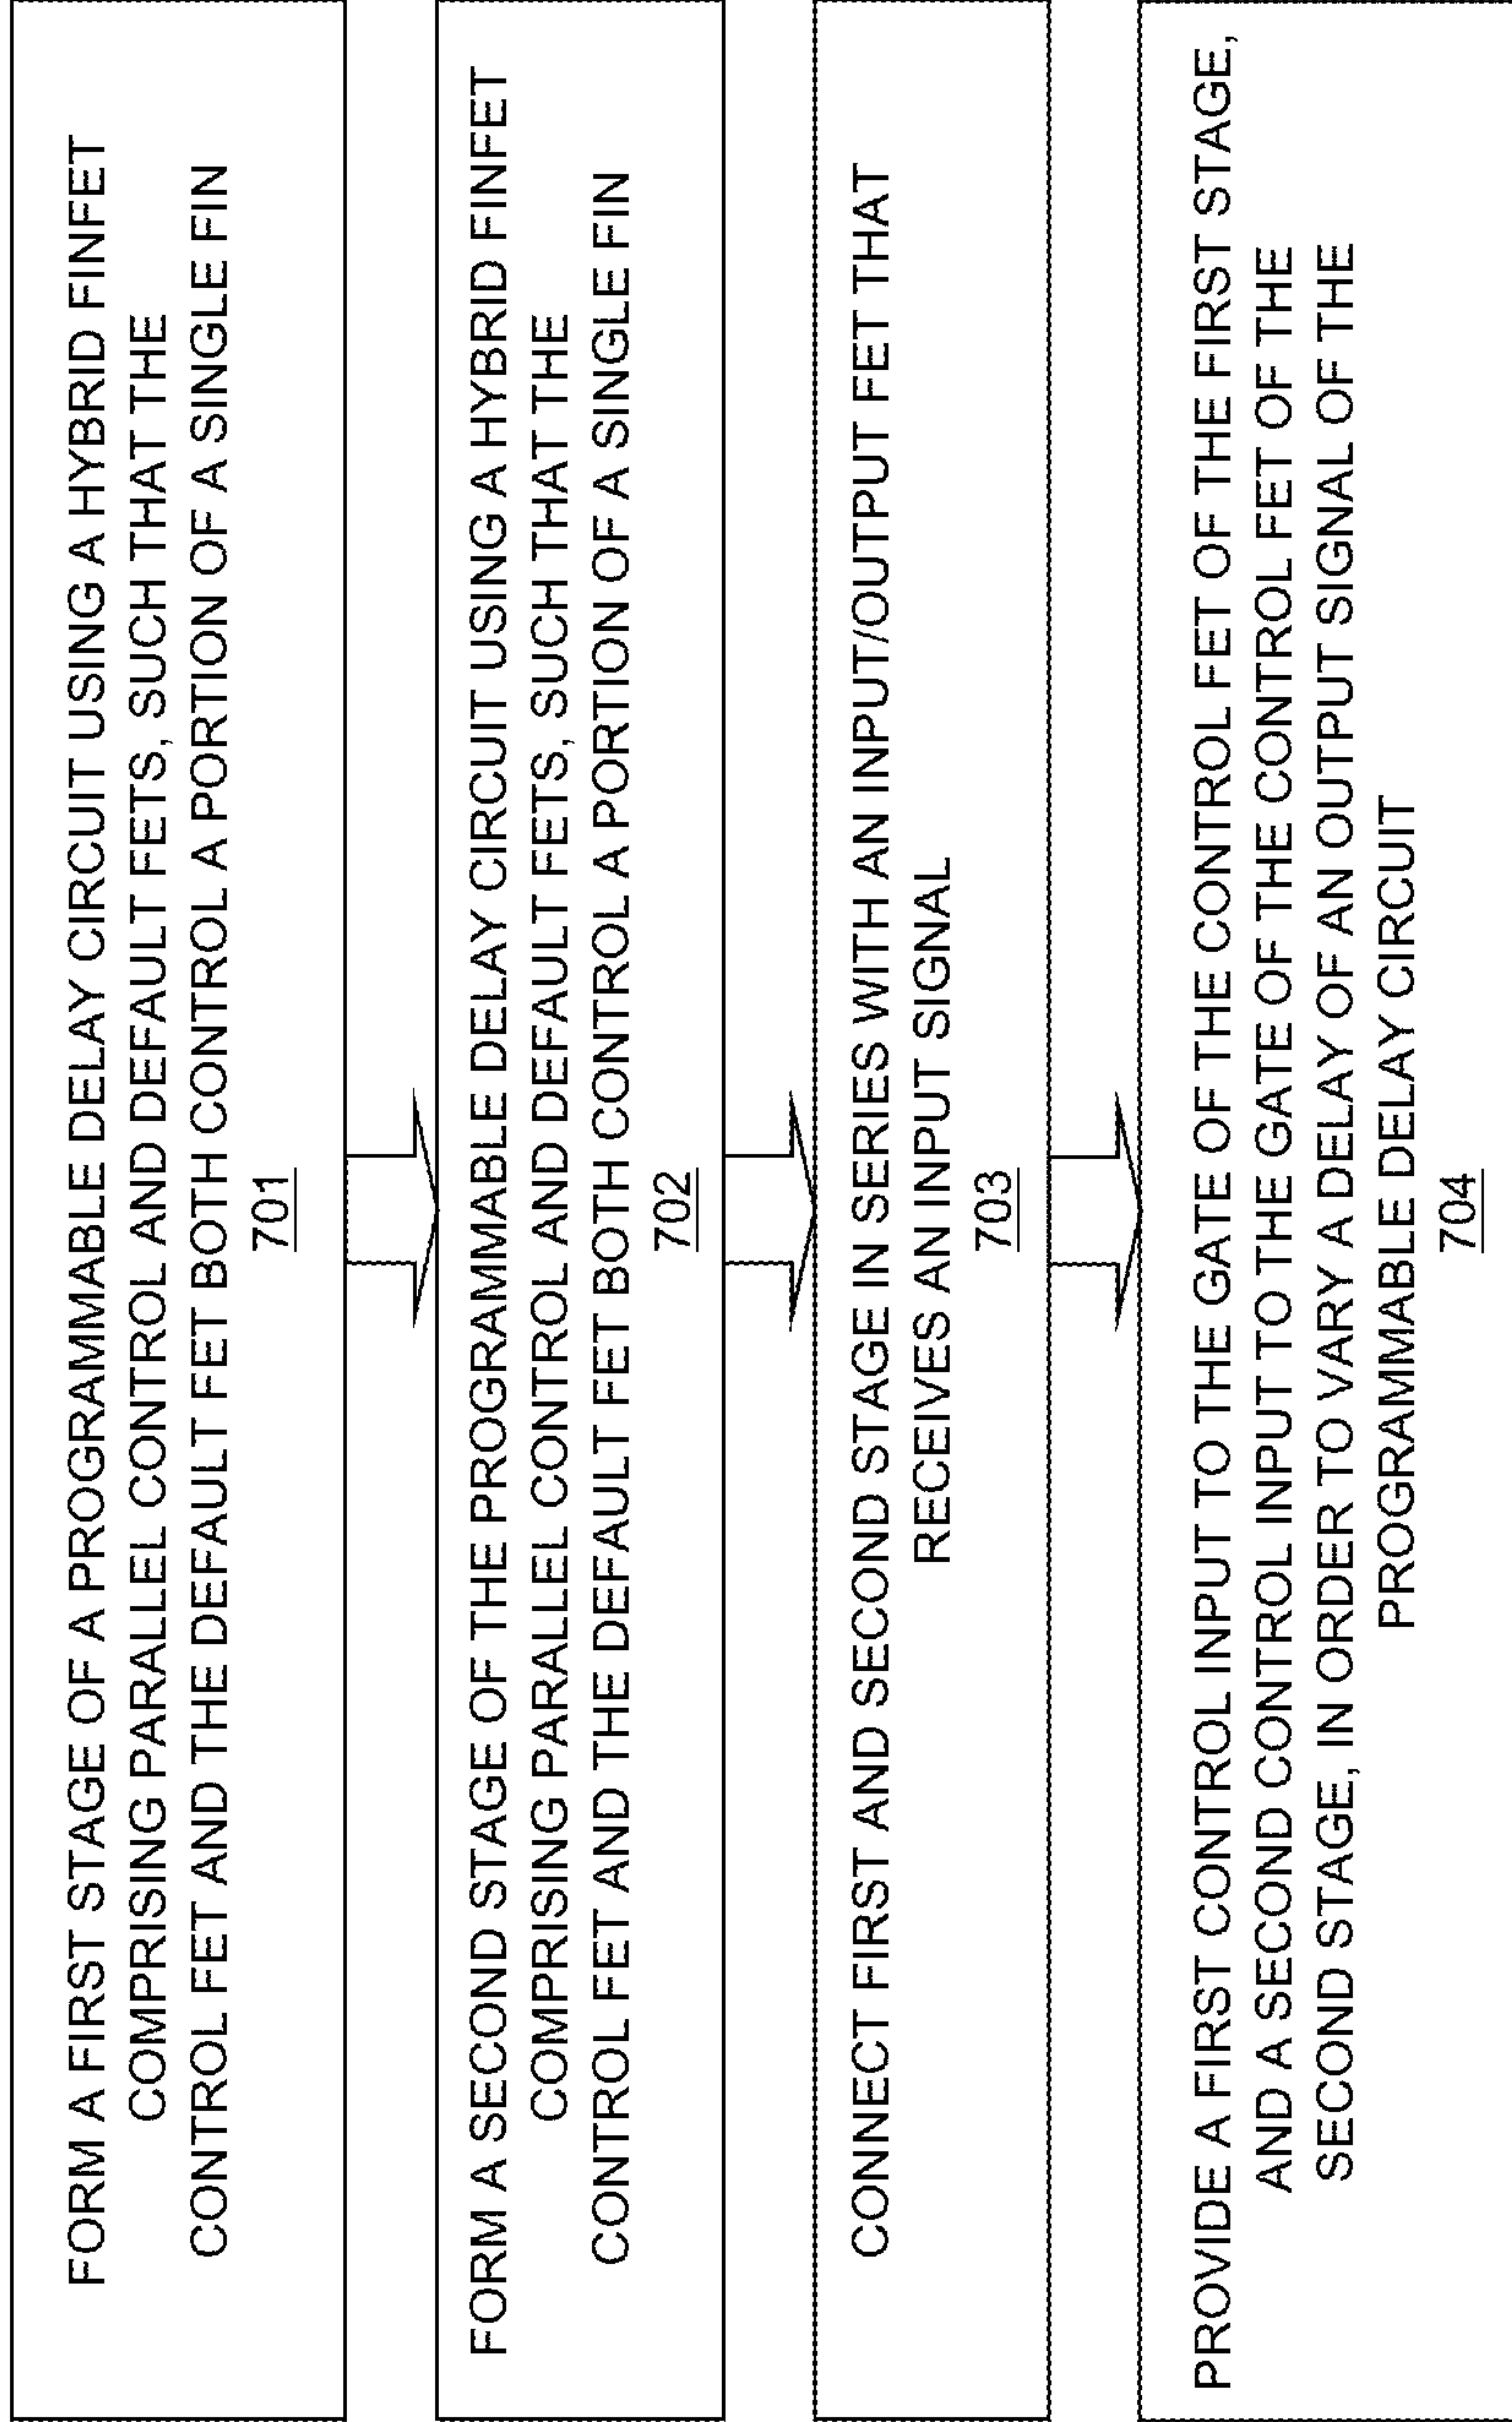 FORM A FIRST STAGE OF A PROGRAMMABLE DELAY CIRCUIT USING A HYBRID FINFET
COMPRISING PARALLEL CONTROL AND DEFAULT FETS, SUCH THAT THE
CONTROL FET AND THE DEFAULT FET BOTH CONTROL A PORTION OF A SINGLE FIN
701
FORM A SECOND STAGE OF THE PROGRAMMABLE DELAY CIRCUIT USING A HYBRID FINFET
COMPRISING PARALLEL CONTROL AND DEFAULT FETS, SUCH THAT THE
CONTROL FET AND THE DEFAULT FET BOTH CONTROL A PORTION OF A SINGLE FIN
702
CONNECT FIRST AND SECOND STAGE IN SERIES WITH AN INPUT/OUTPUT FET THAT
RECEIVES AN INPUT SIGNAL
703
PROVIDE A FIRST CONTROL INPUT TO THE GATE OF THE CONTROL FET OF THE FIRST STAGE,
AND A SECOND CONTROL INPUT TO THE GATE OF THE CONTROL FET OF THE
SECOND STAGE, IN ORDER TO VARY A DELAY OF AN OUTPUT SIGNAL OF THE
PROGRAMMABLE DELAY CIRCUIT
704